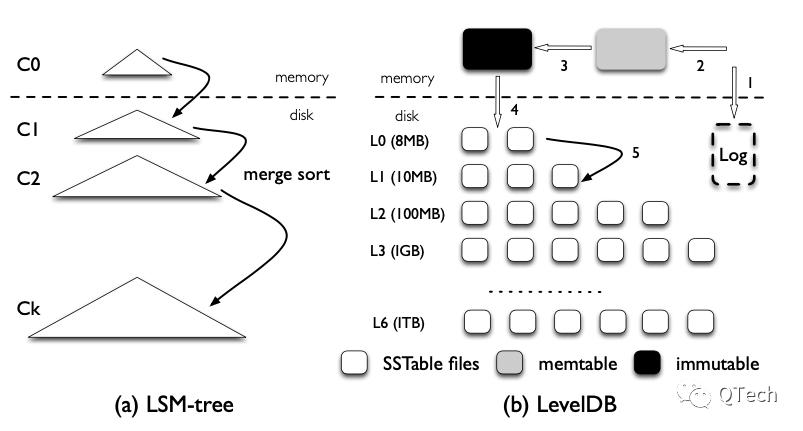 C0
memory
disk
C1
C2
merge sort
Ck
(a) LSM-tree
3
2
1
memory
disk
4
L0 (8MB)
5
Log
L1 (10MB)
L2 (100MB)
L3 (1GB)
L6 (1TB)
SSTable files
memtable
immutable
(b) LevelDB
QTech